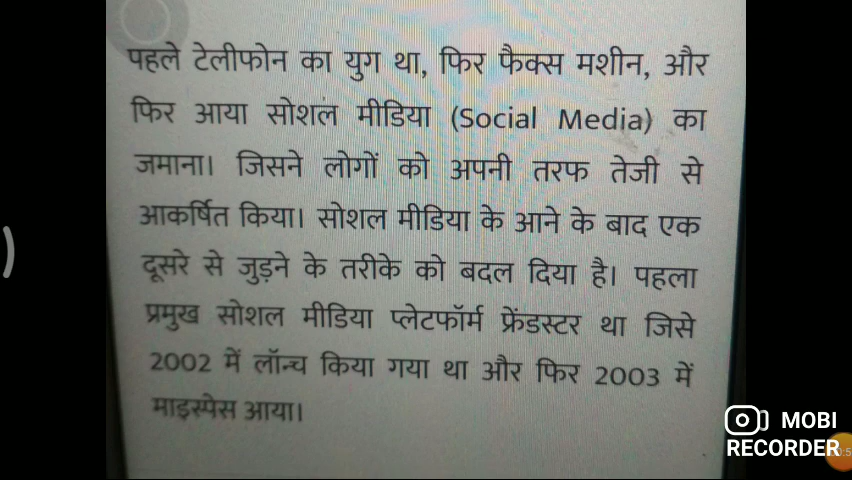 पहले टेलीफोन का युग था, फिर फैक्स मशीन, और
फिर आया सोशल मीडिया (Social Media) का
जमाना। जिसने लोगों को अपनी तरफ तेजी से
आकर्षित किया। सोशल मीडिया के आने के बाद एक
दूसरे से जुड़ने के तरीके को बदल दिया है। पहला
प्रमुख सोशल मीडिया प्लेटफॉर्म फ्रेंडस्टर था जिसे
2002 में लॉन्च किया गया था और फिर 2003 में
माइस्पेस आया।
MOBI
RECORDER